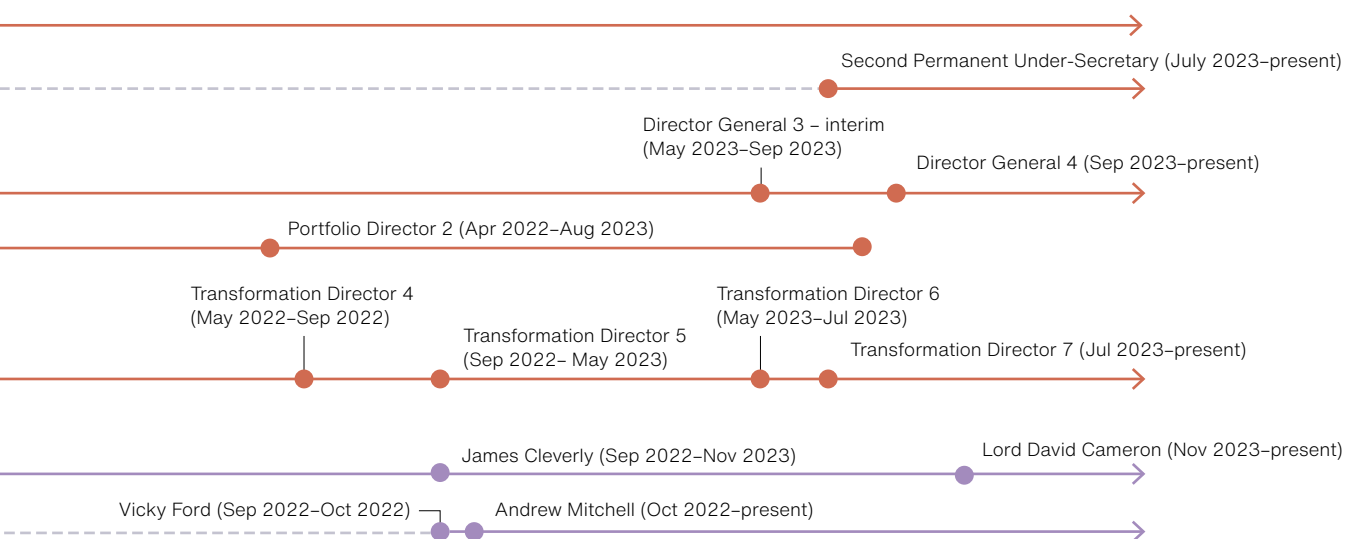 Second Permanent Under-Secretary (July 2023–present)
Director General 3 – interim
(May 2023–Sep 2023)
Director General 4 (Sep 2023–present)
Portfolio Director 2 (Apr 2022–Aug 2023)
Transformation Director 4
(May 2022–Sep 2022)
Transformation Director 5
(Sep 2022– May 2023)
Transformation Director 6
(May 2023–Jul 2023)
Transformation Director 7 (Jul 2023–present)
James Cleverly (Sep 2022–Nov 2023)
Lord David Cameron (Nov 2023–present)
Vicky Ford (Sep 2022–Oct 2022)
Andrew Mitchell (Oct 2022–present)